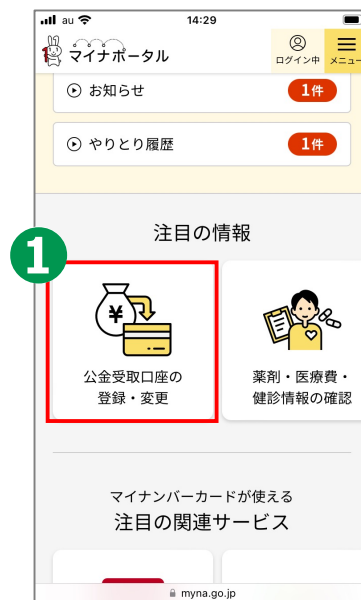 au
14:29
マイナポータル
ログイン中
メニュー
お知らせ
1件
やりとり履歴
1件
注目の情報
1
¥
公金受取口座の
登録・変更
薬剤・医療費・
健診情報の確認
マイナンバーカードが使える
注目の関連サービス
myna.go.jp